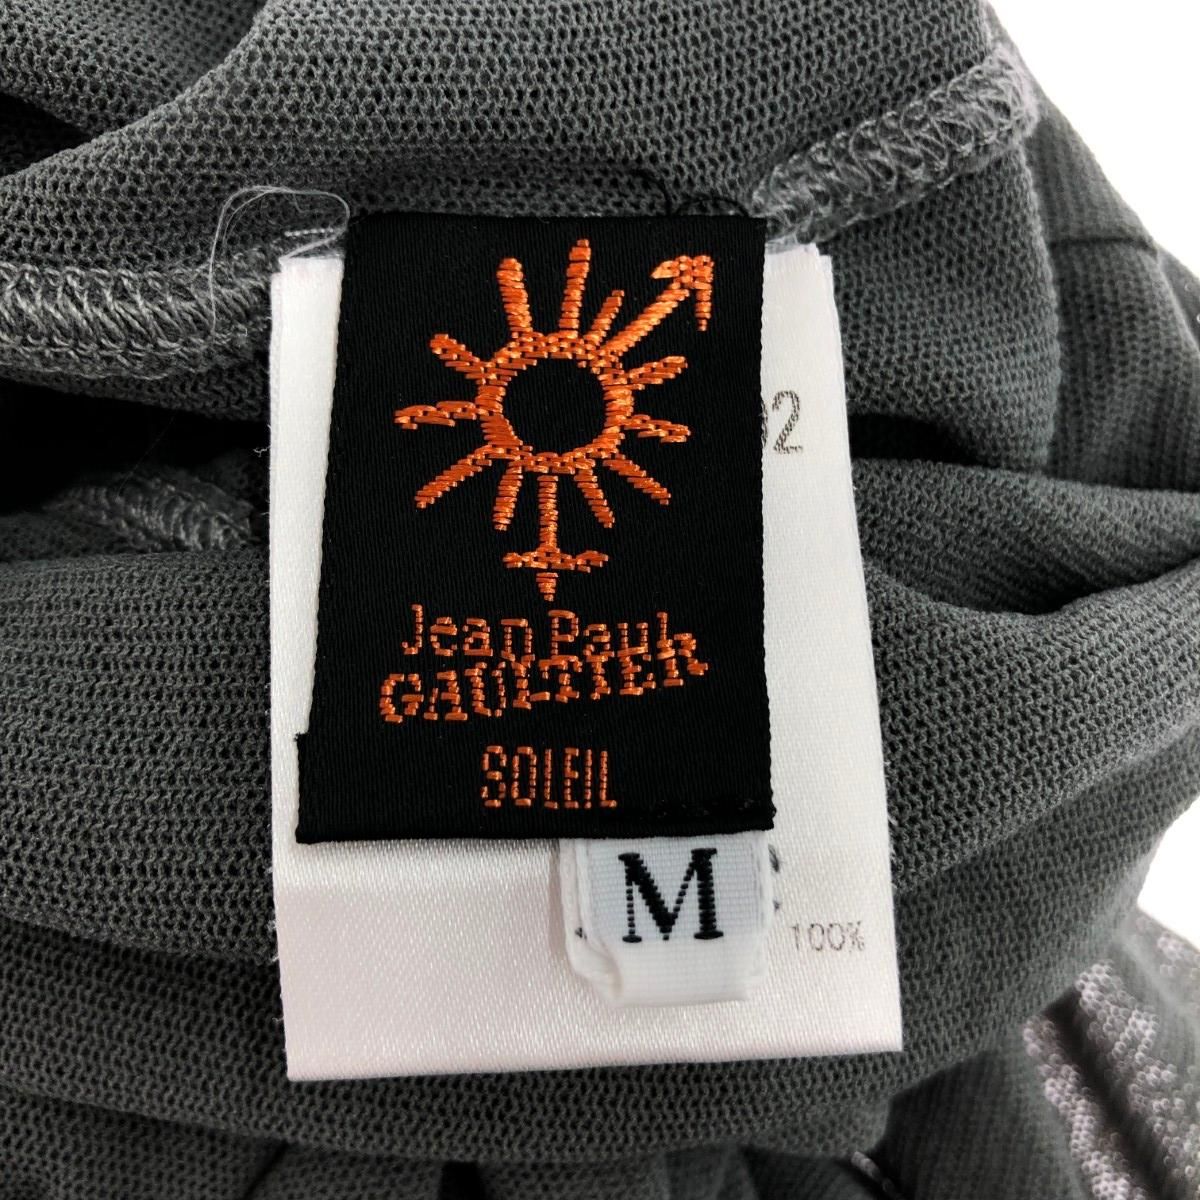 Jean Paul
GAULTIER
SOLEIL
M
100%